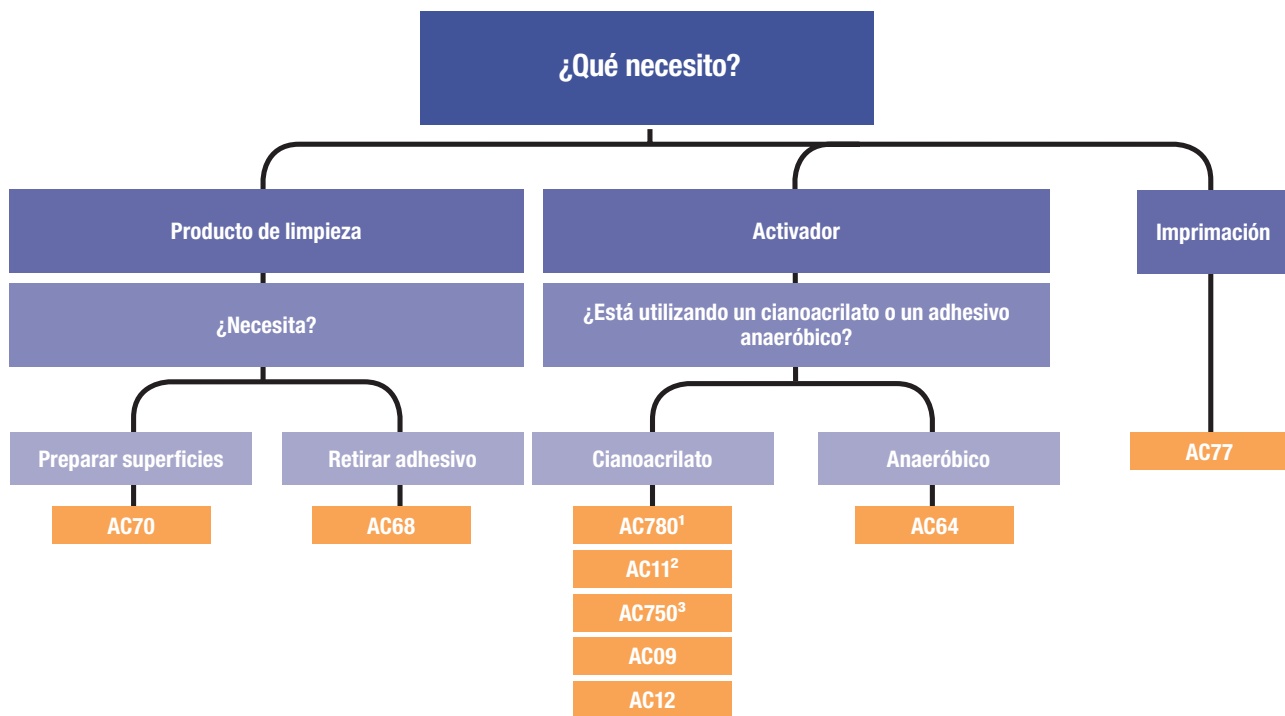 ¿Qué necesito?
Producto de limpieza
Activador
Imprimación
¿Necesita?
¿Está utilizando un cianoacrilato o un adhesivo
anaeróbico?
Preparar superficies
Retirar adhesivo
Cianoacrilato
Anaeróbico
AC77
AC70
AC68
AC780¹
AC64
AC11²
AC750³
AC09
AC12